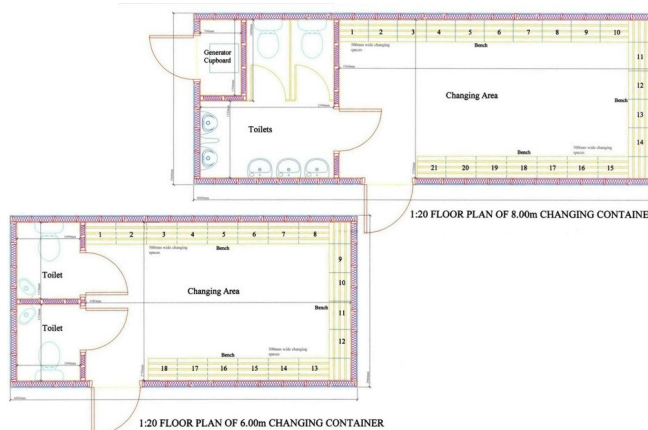 1 2 3 4 5 6 7 8 9 10
Generator
Cupboard
500mm wide changing
spaces
Bench
11
12
13
14
Changing Area
Bench
Toilets
500mm wide changing
spaces
Bench
21 20 19 18 17 16 15
1:20 FLOOR PLAN OF 8.00m CHANGING CONTAINE
1 2 3 4 5 6 7 8
500mm wide changing
spaces
Bench
9
10
11
12
Toilet
Changing Area
Bench
Toilet
500mm wide changing
spaces
Bench
18 17 16 15 14 13
1:20 FLOOR PLAN OF 6.00m CHANGING CONTAINER